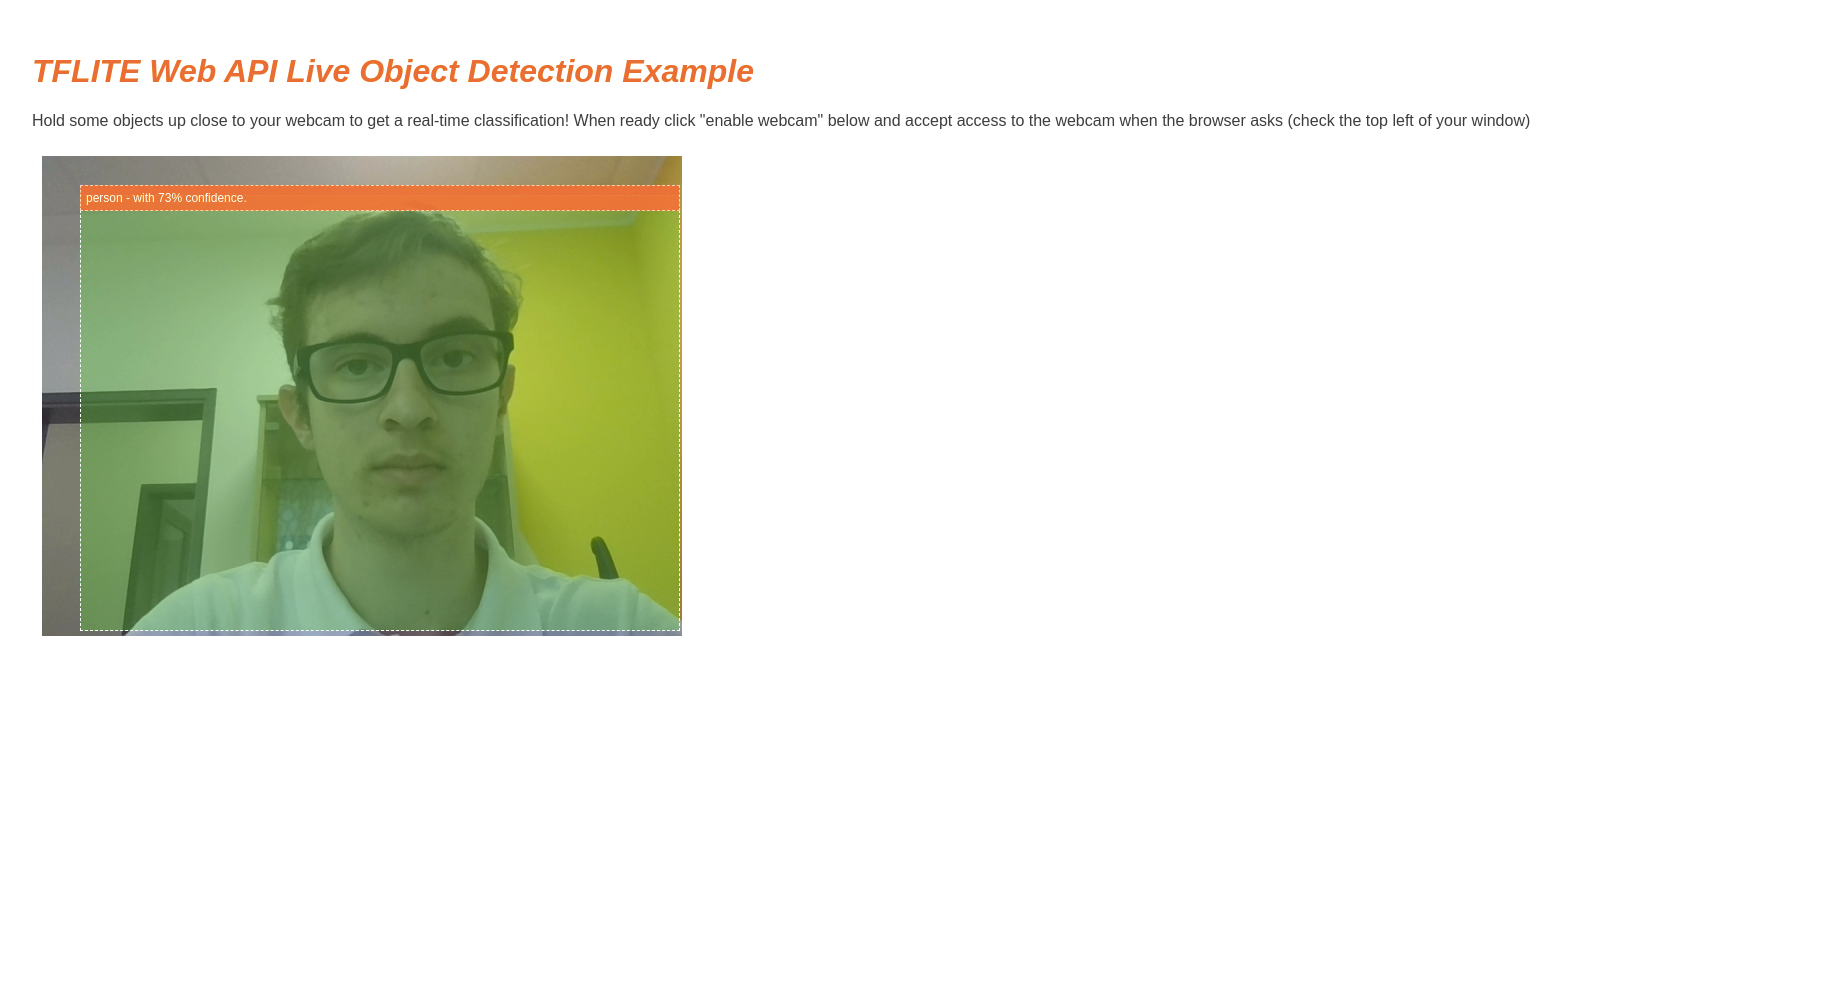 TFLITE Web API Live Object Detection Example
Hold some objects up close to your webcam to get a real-time classification! When ready click "enable webcam" below and accept access to the webcam when the browser asks (check the top left of your window)
person - with 73% confidence.